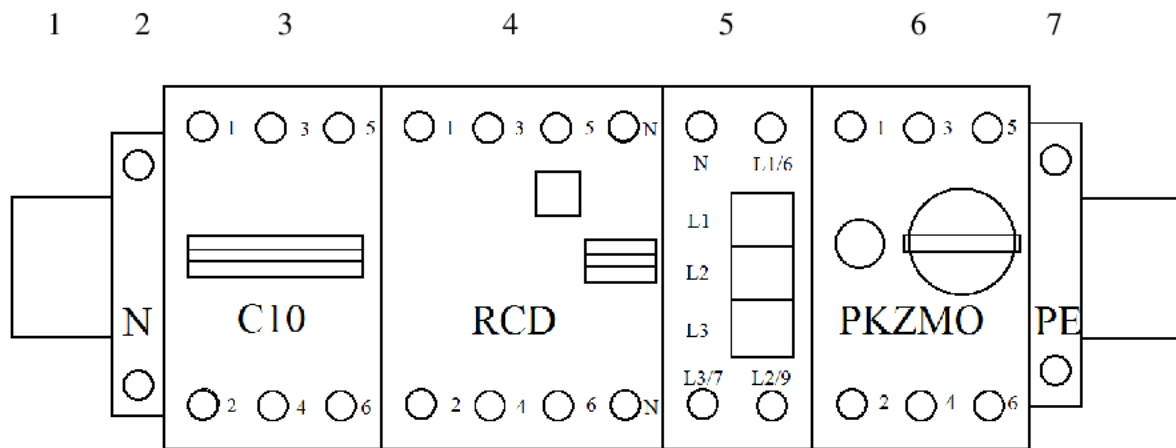 1 2 3 4 5 6 7
1 3 5 1 3 5 N N L1/6 1 3 5
L1
L2
L3
N C10 RCD PKZMO PE
L3/7 L2/9
2 4 6 2 4 6 N 2 4 6